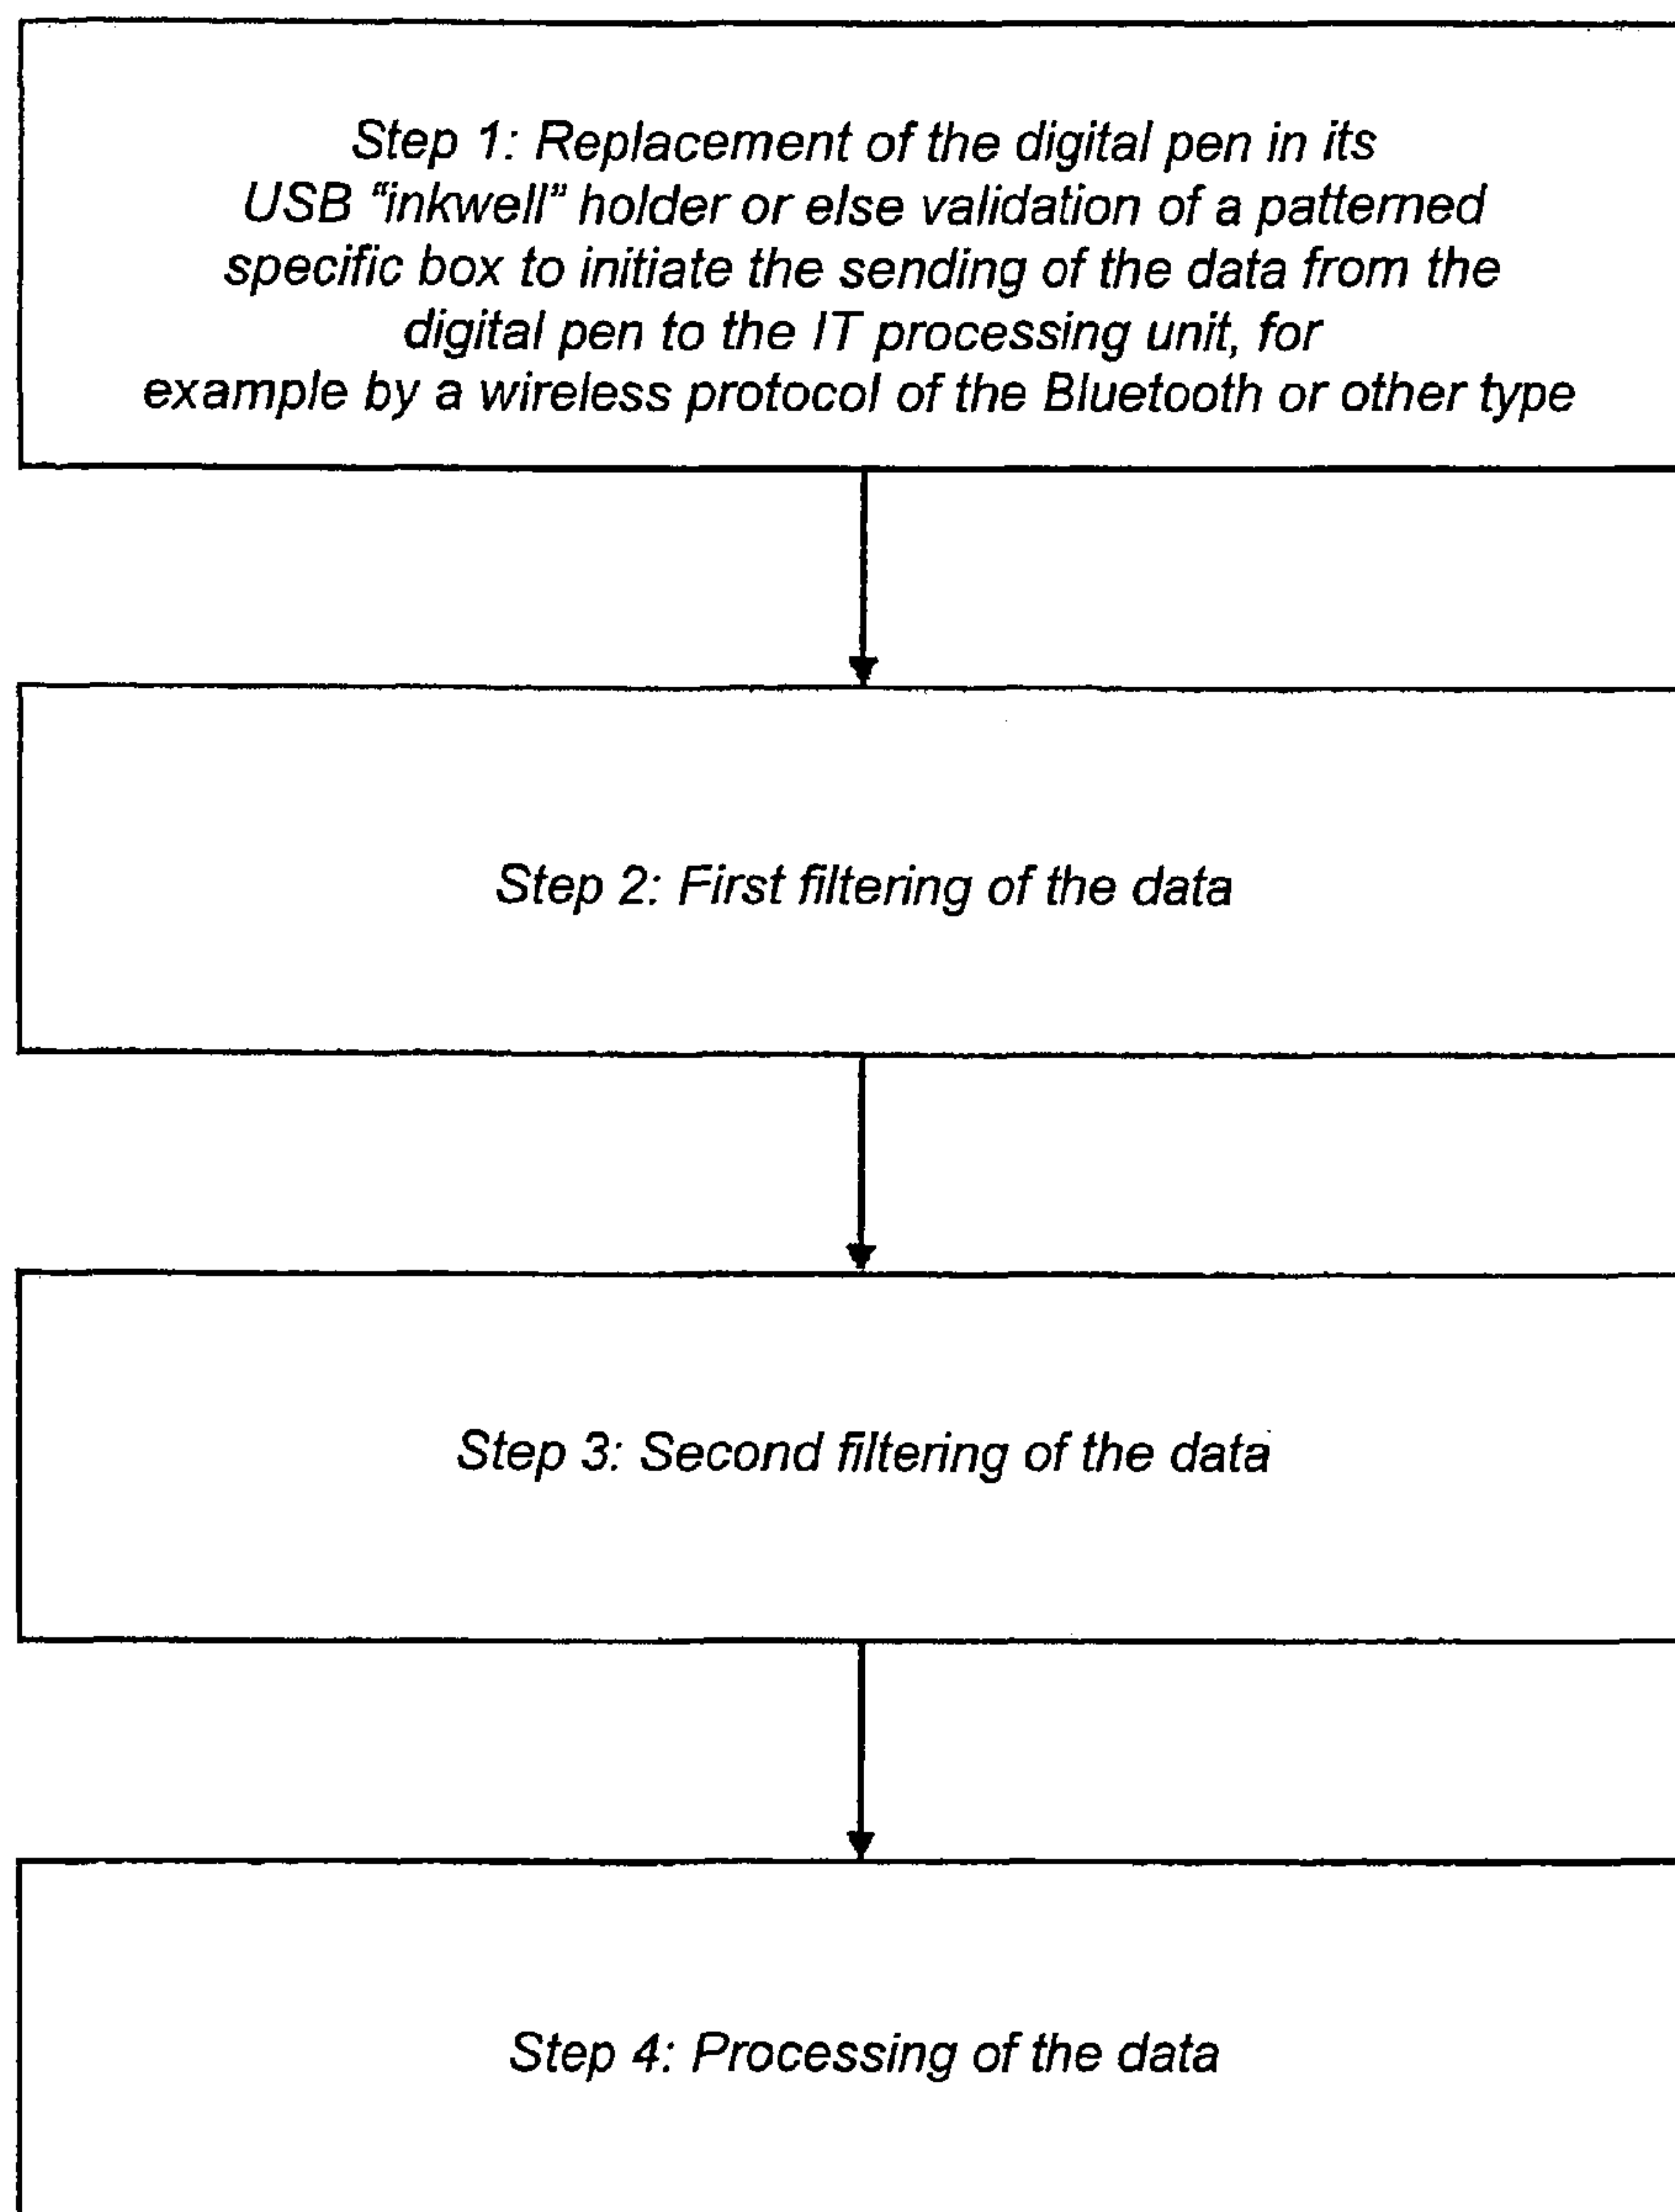 Step 1: Replacement of the digital pen in its
USB “inkwell” holder or else validation of a patterned
specific box to initiate the sending of the data from the
digital pen to the IT processing unit, for
example by a wireless protocol of the Bluetooth or other type
Step 2: First filtering of the data
Step 3: Second filtering of the data
Step 4: Processing of the data